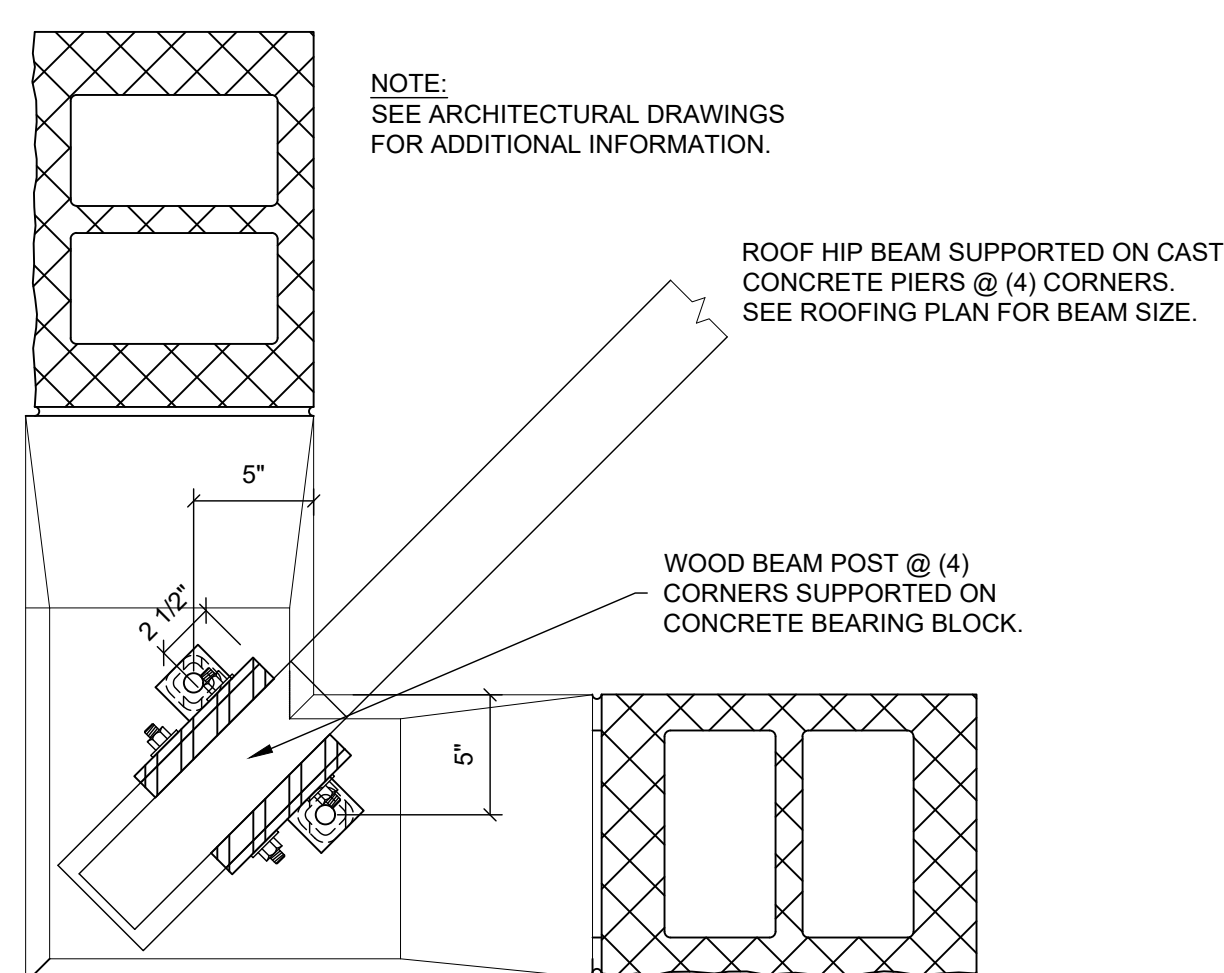 NOTE:
SEE ARCHITECTURAL DRAWINGS
FOR ADDITIONAL INFORMATION.
ROOF HIP BEAM SUPPORTED ON CAST
CONCRETE PIERS @ (4) CORNERS.
SEE ROOFING PLAN FOR BEAM SIZE.
5"
WOOD BEAM POST @ (4)
CORNERS SUPPORTED ON
CONCRETE BEARING BLOCK.
2 1/2"
5"